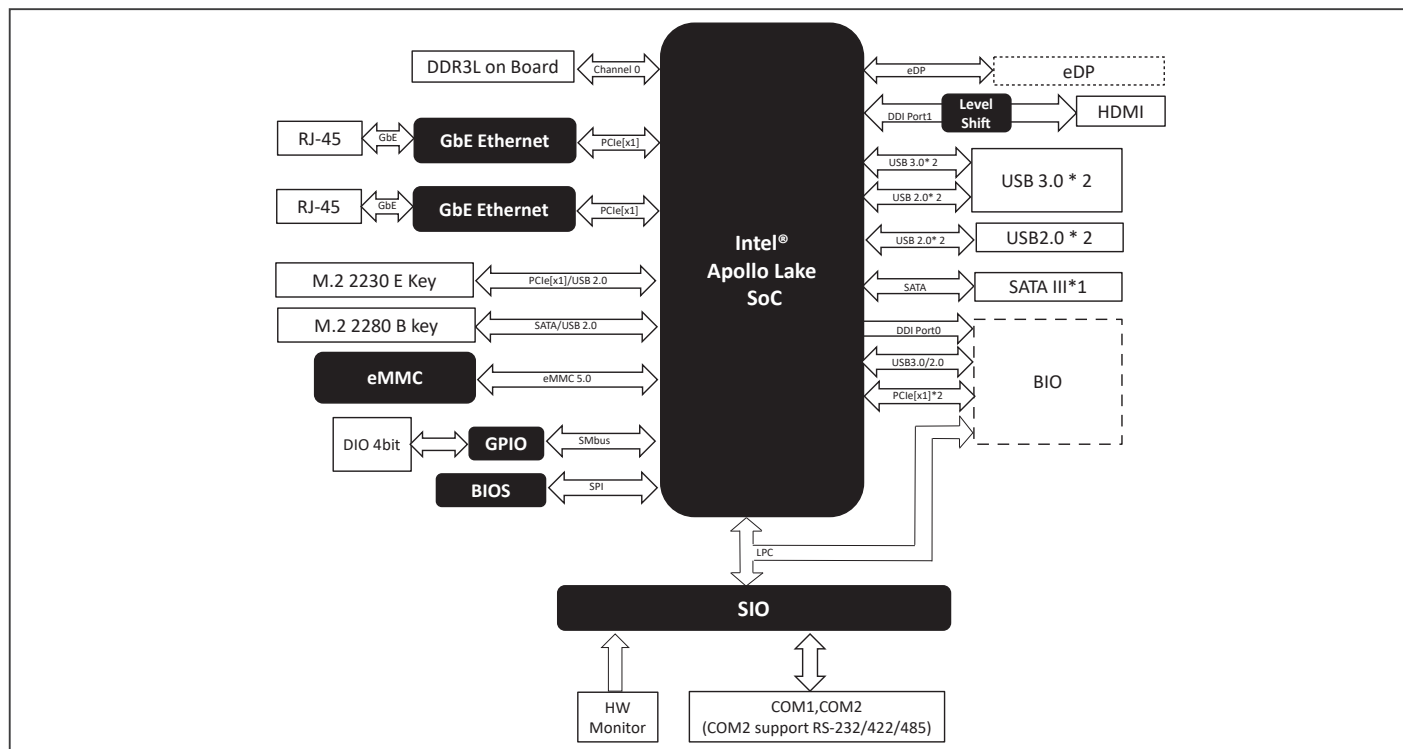 DDR3L on Board
Channel 0
eDP
eDP
DDI Port1
Level
Shift
HDMI
RJ-45
GbE
GbE Ethernet
PCIe[x1]
USB 3.0* 2
USB 2.0* 2
USB 3.0 * 2
RJ-45
GbE
GbE Ethernet
PCIe[x1]
Intel®
Apollo Lake
SoC
USB 2.0* 2
USB2.0 * 2
M.2 2230 E Key
PCIe[x1]/USB 2.0
SATA
SATA III*1
M.2 2280 B key
SATA/USB 2.0
DDI Port0
USB3.0/2.0
PCIe[x1]*2
BIO
eMMC
eMMC 5.0
DIO 4bit
GPIO
SMbus
BIOS
SPI
LPC
SIO
HW
Monitor
COM1,COM2
(COM2 support RS-232/422/485)